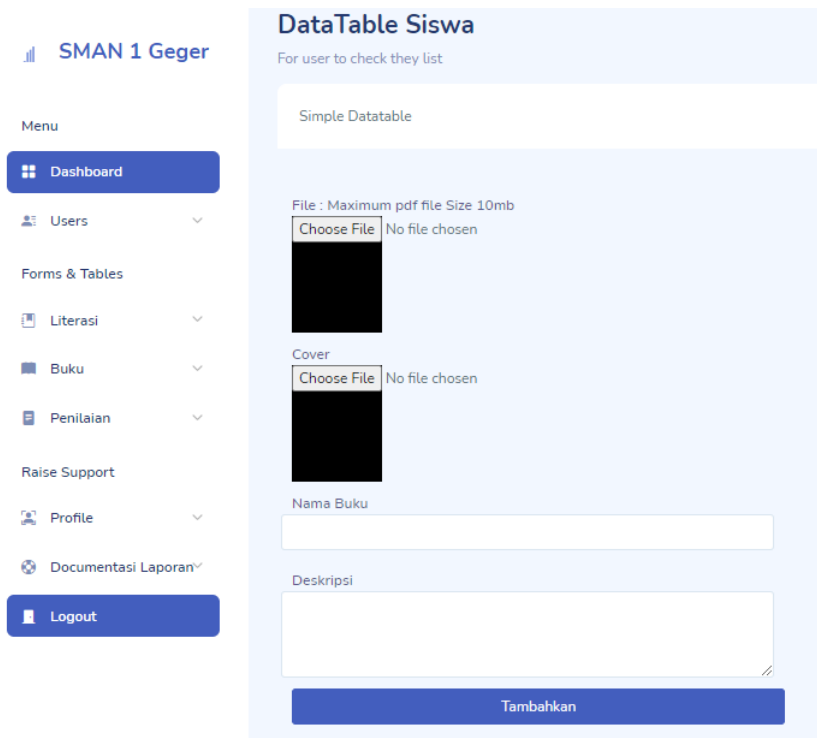 SMAN 1 Geger
Menu
Dashboard
Users
Forms & Tables
Literasi
Buku
Penilaian
Raise Support
Profile
Documentasi Laporan
Logout
DataTable Siswa
For user to check they list
Simple Datatable
File : Maximum pdf file Size 10mb
Choose File No file chosen
Cover
Choose File No file chosen
Nama Buku
Deskripsi
Tambahkan